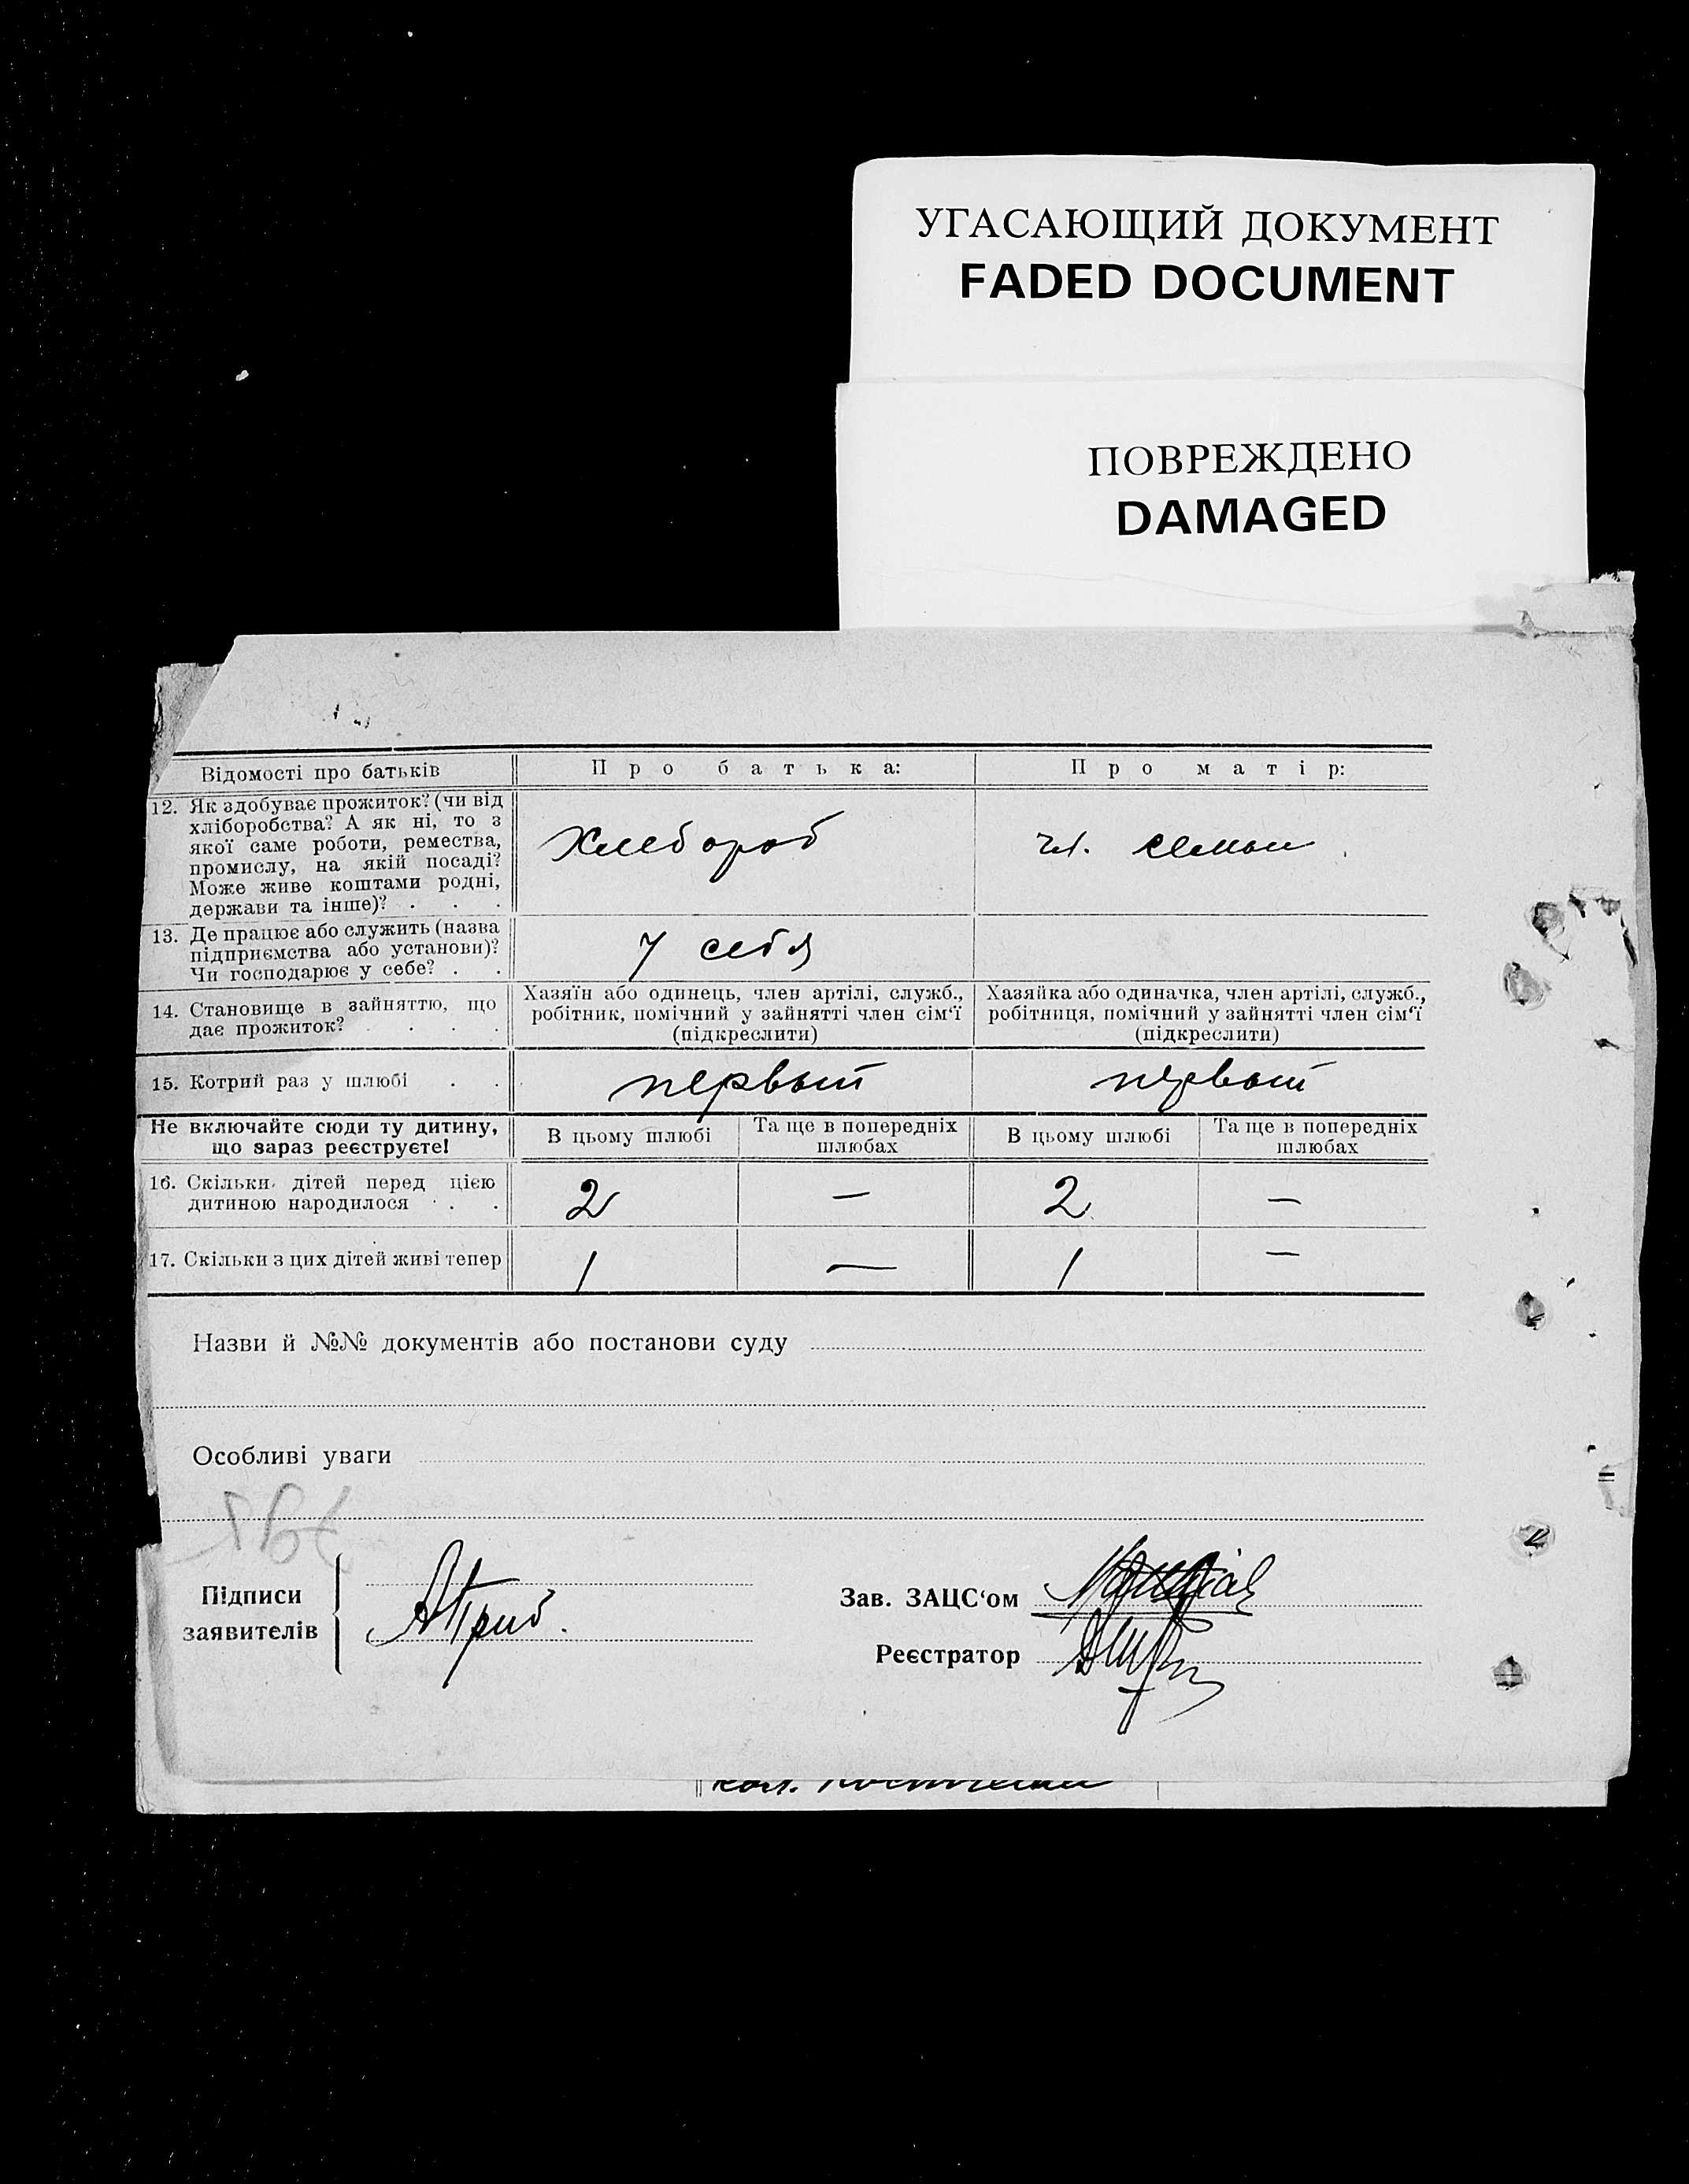 УГАСАЮЩИЙ ДОКУМЕНТ
FADED DOCUMENT
ПОВРЕЖДЕНО
DAMAGED
Відомості про батьків
Про батька:
Про матір:
12. Як здобуває прожиток? (чи від
хліборобства? А як ні, то з
якої саме роботи, ремества,
промислу, на якій посаді?
Може живе коштами родні,
держави та інше)? . . .
Хлебороб
чл. семьи
13. Де працює або служить (назва
підприємства або установи)?
Чи господарює у себе? . .
У себя
14. Становище в зайняттю, що
дає прожиток? . . . .
Хазяїн або одинець, член артілі, служб.,
робітник, помічний у зайнятті член сім‘ї
(підкреслити)
Хазяйка або одиначка, член артілі, служб.,
робітниця, помічний у зайнятті член сім‘ї
(підкреслити)
15. Котрий раз у шлюбі . .
первый
первый
Не включайте сюди ту дитину,
що зараз реєструєте!
В цьому шлюбі
Та ще в попередніх
шлюбах
В цьому шлюбі
Та ще в попередніх
шлюбах
16. Скільки дітей перед цією
дитиною народилося . . .
2 — 2 —
17. Скільки з цих дітей живі тепер
1 — 1 —
Назви й №№ документів або постанови суду
Особливі уваги
Підписи
заявителів
Зав. ЗАЦС‘ом
Реєстратор